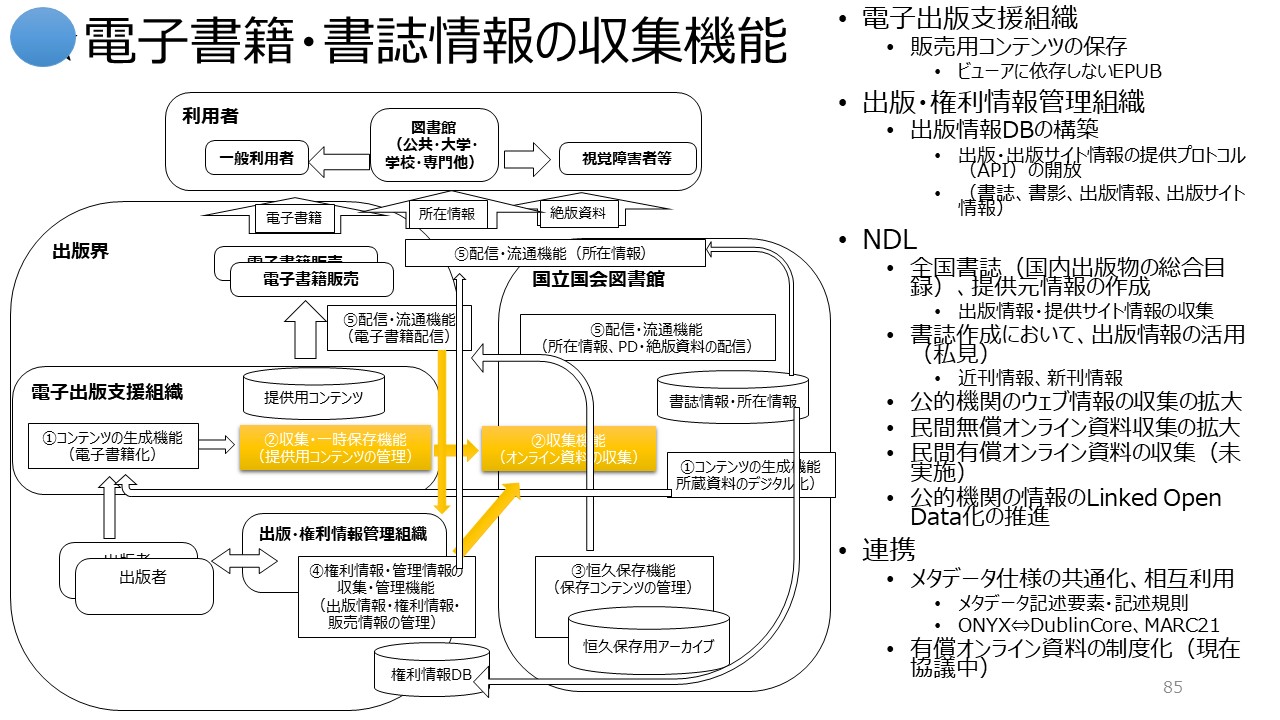 電子書籍・書誌情報の収集機能
利用者
一般利用者
図書館
（公共・大学・
学校・専門他）
視覚障害者等
電子書籍
所在情報
絶版資料
出版界
電子書籍販売
電子書籍販売
⑤配信・流通機能（所在情報）
国立国会図書館
⑤配信・流通機能
（電子書籍配信）
⑤配信・流通機能
（所在情報、PD・絶版資料の配信）
電子出版支援組織
提供用コンテンツ
書誌情報・所在情報
①コンテンツの生成機能
（電子書籍化）
②収集・一時保存機能
（提供用コンテンツの管理）
②収集機能
（オンライン資料の収集）
①コンテンツの生成機能
所蔵資料のデジタル化）
出版・権利情報管理組織
出版者
出版者
④権利情報・管理情報の
収集・管理機能
（出版情報・権利情報・
販売情報の管理）
③恒久保存機能
（保存コンテンツの管理）
恒久保存用アーカイブ
権利情報DB
• 電子出版支援組織
• 販売用コンテンツの保存
• ビューアに依存しないEPUB
• 出版・権利情報管理組織
• 出版情報DBの構築
• 出版・出版サイト情報の提供プロトコル
（API）の開放
• （書誌、書影、出版情報、出版サイト
情報）
• NDL
• 全国書誌（国内出版物の総合目
録）、提供元情報の作成
• 出版情報・提供サイト情報の収集
• 書誌作成において、出版情報の活用
（私見）
• 近刊情報、新刊情報
• 公的機関のウェブ情報の収集の拡大
• 民間無償オンライン資料収集の拡大
• 民間有償オンライン資料の収集（未
実施）
• 公的機関の情報のLinked Open
Data化の推進
• 連携
• メタデータ仕様の共通化、相互利用
• メタデータ記述要素・記述規則
• ONYX⇔DublinCore、MARC21
• 有償オンライン資料の制度化（現在
協議中）
85